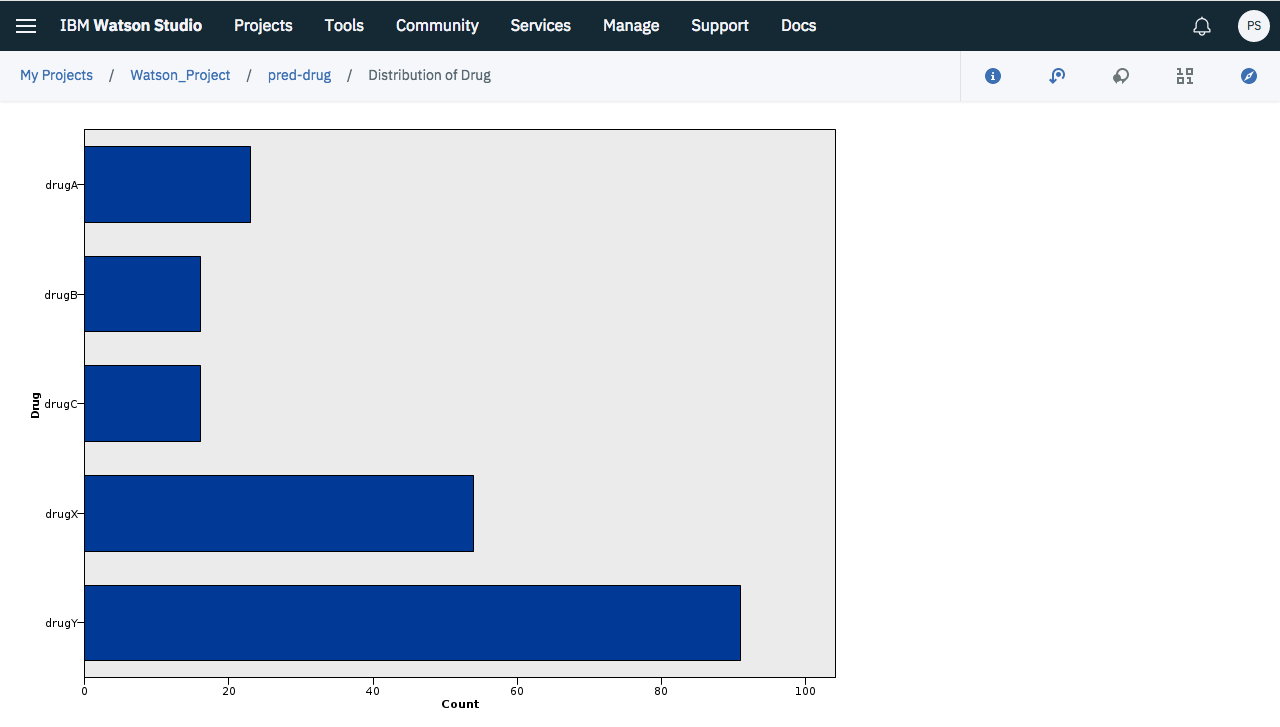 IBM Watson Studio Projects Tools Community Services Manage Support Docs PS
My Projects / Watson_Project / pred-drug / Distribution of Drug
drugA
drugB
drugC
drugX
drugY
Drug
0 20 40 60 80 100
Count